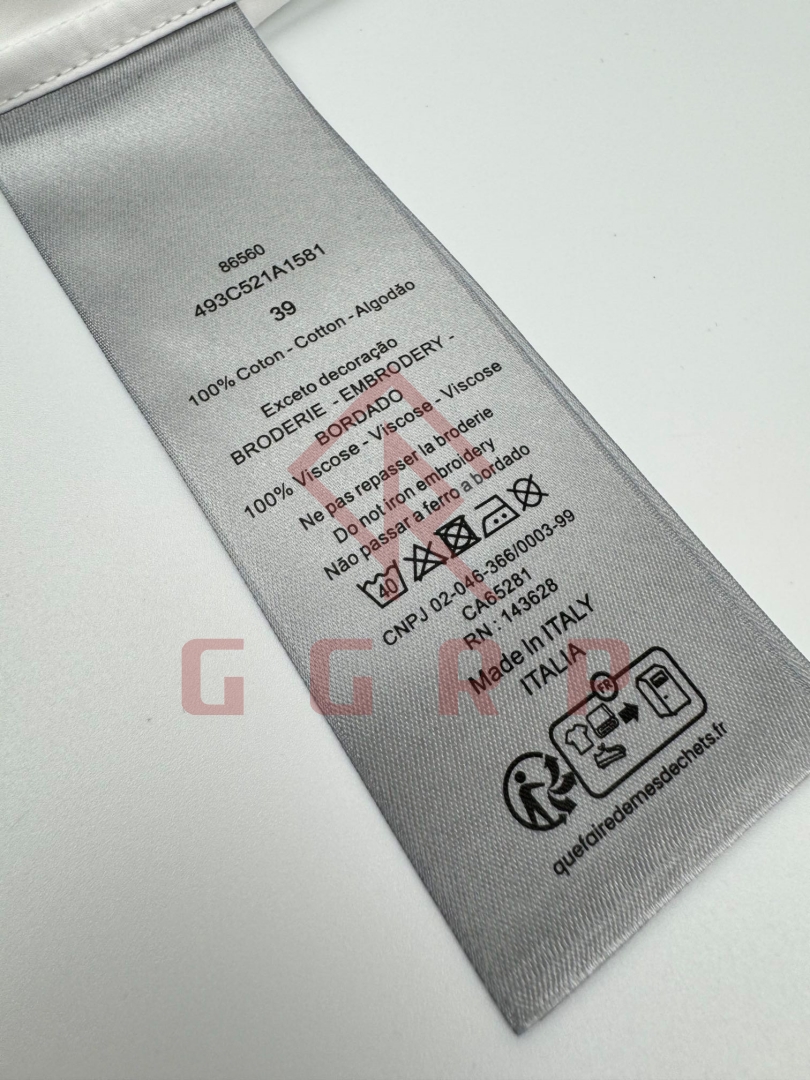 86560
493C521A1581
39
100% Coton - Cotton - Algodão
Exceto decoração
BRODERIE - EMBRODERY -
BORDADO
100% Viscose - Viscose - Viscose
Ne pas repasser la broderie
Do not iron embroidery
Não passar a ferro a bordado
40
CNPJ 02-046-366/0003-99
CA65281
RN : 143628
Made In ITALY
ITALIA
FR
quefairedemesdechets.fr
GGRP